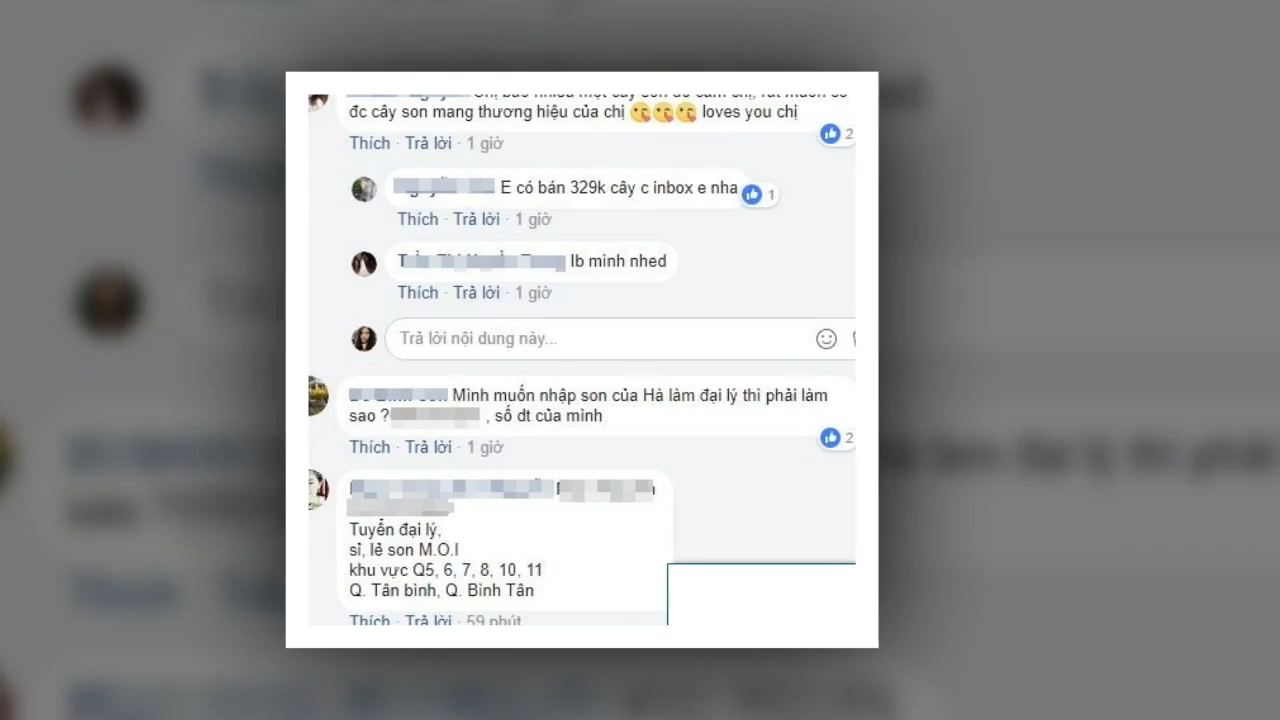 đc cây son mang thương hiệu của chị 😘😘😘 loves you chị
2
Thích · Trả lời · 1 giờ
E có bán 329k cây c inbox e nha
1
Thích · Trả lời · 1 giờ
Ib mình nhed
Thích · Trả lời · 1 giờ
Trả lời nội dung này...
Mình muốn nhập son của Hà làm đại lý thì phải làm
sao ? , số đt của mình
2
Thích · Trả lời · 1 giờ
Tuyển đại lý,
sỉ, lẻ son M.O.I
khu vực Q5, 6, 7, 8, 10, 11
Q. Tân bình, Q. Bình Tân
Thích · Trả lời · 59 phút